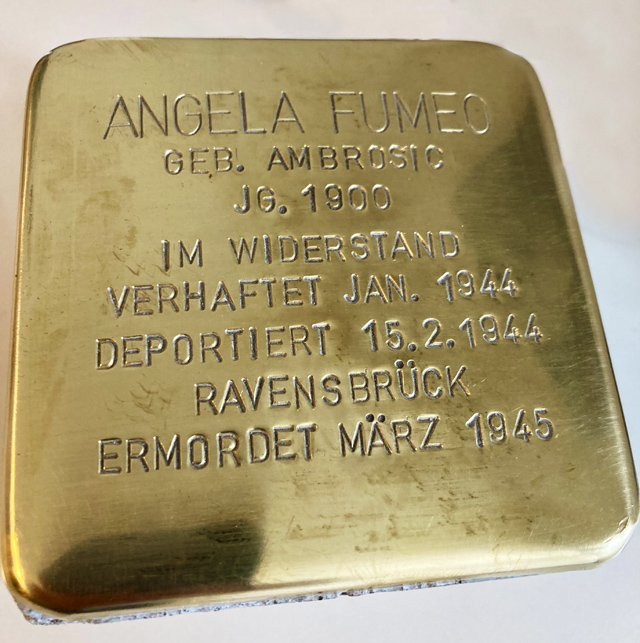 ANGELA FUMEO
GEB. AMBROSIC
JG. 1900
IM WIDERSTAND
VERHAFTET JAN. 1944
DEPORTIERT 15.2.1944
RAVENSBRÜCK
ERMORDET MÄRZ 1945